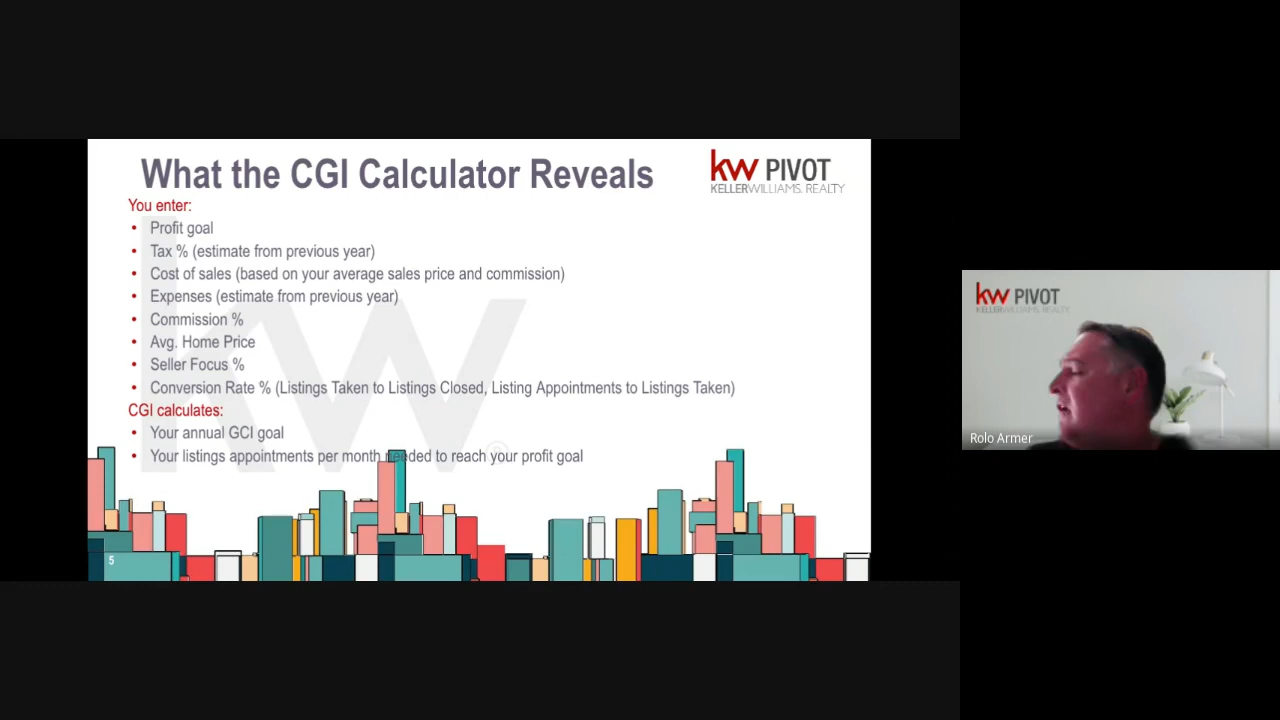 What the CGI Calculator Reveals
kw PIVOT
KELLERWILLIAMS. REALTY
You enter:
• Profit goal
• Tax % (estimate from previous year)
• Cost of sales (based on your average sales price and commission)
• Expenses (estimate from previous year)
• Commission %
• Avg. Home Price
• Seller Focus %
• Conversion Rate % (Listings Taken to Listings Closed, Listing Appointments to Listings Taken)
CGI calculates:
• Your annual GCI goal
• Your listings appointments per month needed to reach your profit goal
5
kw
®
kw PIVOT
KELLERWILLIAMS. REALTY
Rolo Armer